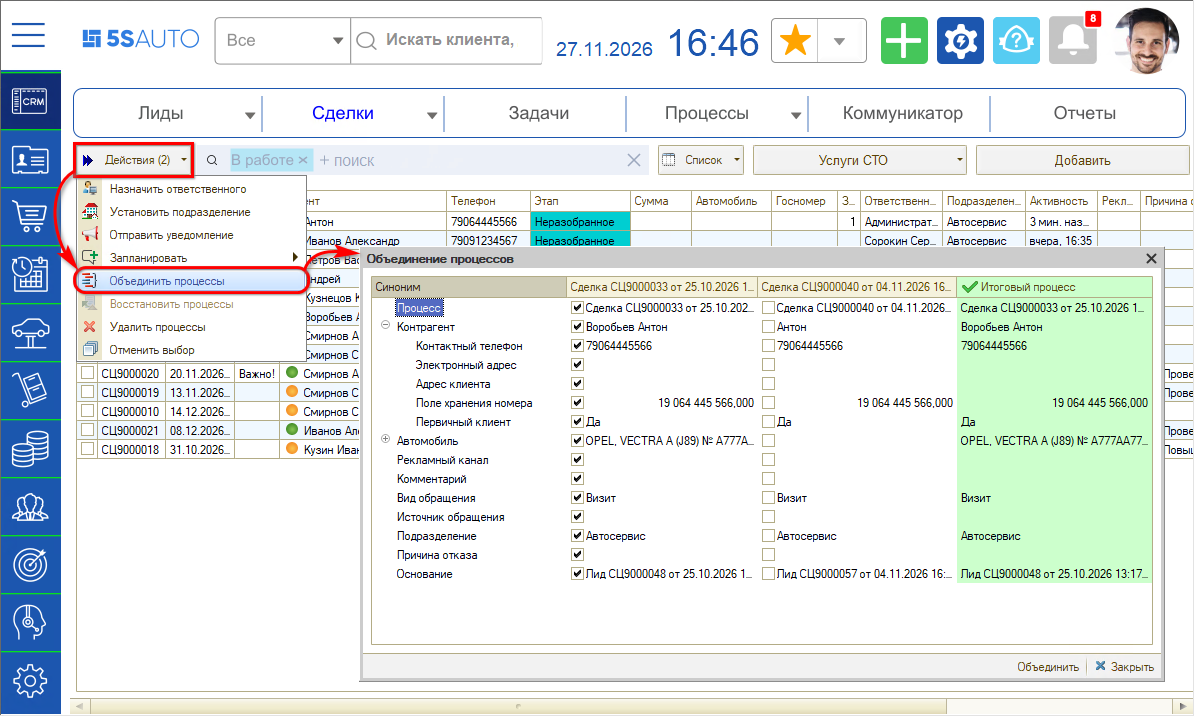 5SAUTO
Все
Искать клиента,
27.11.2026
16:46
8
CRM
Лиды
Сделки
Задачи
Процессы
Коммуникатор
Отчеты
Действия (2)
В работе ×
+ поиск
Список
Услуги СТО
Добавить
Назначить ответственного
Установить подразделение
Отправить уведомление
Запланировать
Объединить процессы
Восстановить процессы
Удалить процессы
Отменить выбор
ент Телефон Этап Сумма Автомобиль Госномер З... Ответственн... Подразделен... Активность Рекл... Причина о
Антон 79064445566 Неразобранное 1 Администрат... Автосервис 3 мин. наз...
Иванов Александр 79091234567 Неразобранное Сорокин Сер... Автосервис вчера, 16:35
Петров Вас
ндрей
Кузнецов К
Воробьев А
Смирнов А
Смирнов С
СЦ9000020 20.11.2026... Важно! Смирнов А Прове
СЦ9000019 13.11.2026... Смирнов С Прове
СЦ9000010 14.12.2026... Смирнов С
СЦ9000021 08.12.2026... Иванов Ал Прове
СЦ9000018 31.10.2026... Кузин Иван Повыц
Объединение процессов
Синоним Сделка СЦ9000033 от 25.10.2026 1... Сделка СЦ9000040 от 04.11.2026 16... Итоговый процесс
Процесс Сделка СЦ9000033 от 25.10.202... Сделка СЦ9000040 от 04.11.2026... Сделка СЦ9000033 от 25.10.2026 1...
Контрагент Воробьев Антон Антон Воробьев Антон
Контактный телефон 79064445566 79064445566 79064445566
Электронный адрес
Адрес клиента
Поле хранения номера 19 064 445 566,000 19 064 445 566,000 19 064 445 566,000
Первичный клиент Да Да Да
Автомобиль OPEL, VECTRA A (J89) № A777A... OPEL, VECTRA A (J89) № A777AA77...
Рекламный канал
Комментарий
Вид обращения Визит Визит Визит
Источник обращения
Подразделение Автосервис Автосервис Автосервис
Причина отказа
Основание Лид СЦ9000048 от 25.10.2026 1... Лид СЦ9000057 от 04.11.2026 16:... Лид СЦ9000048 от 25.10.2026 13:17...
Объединить
Закрыть